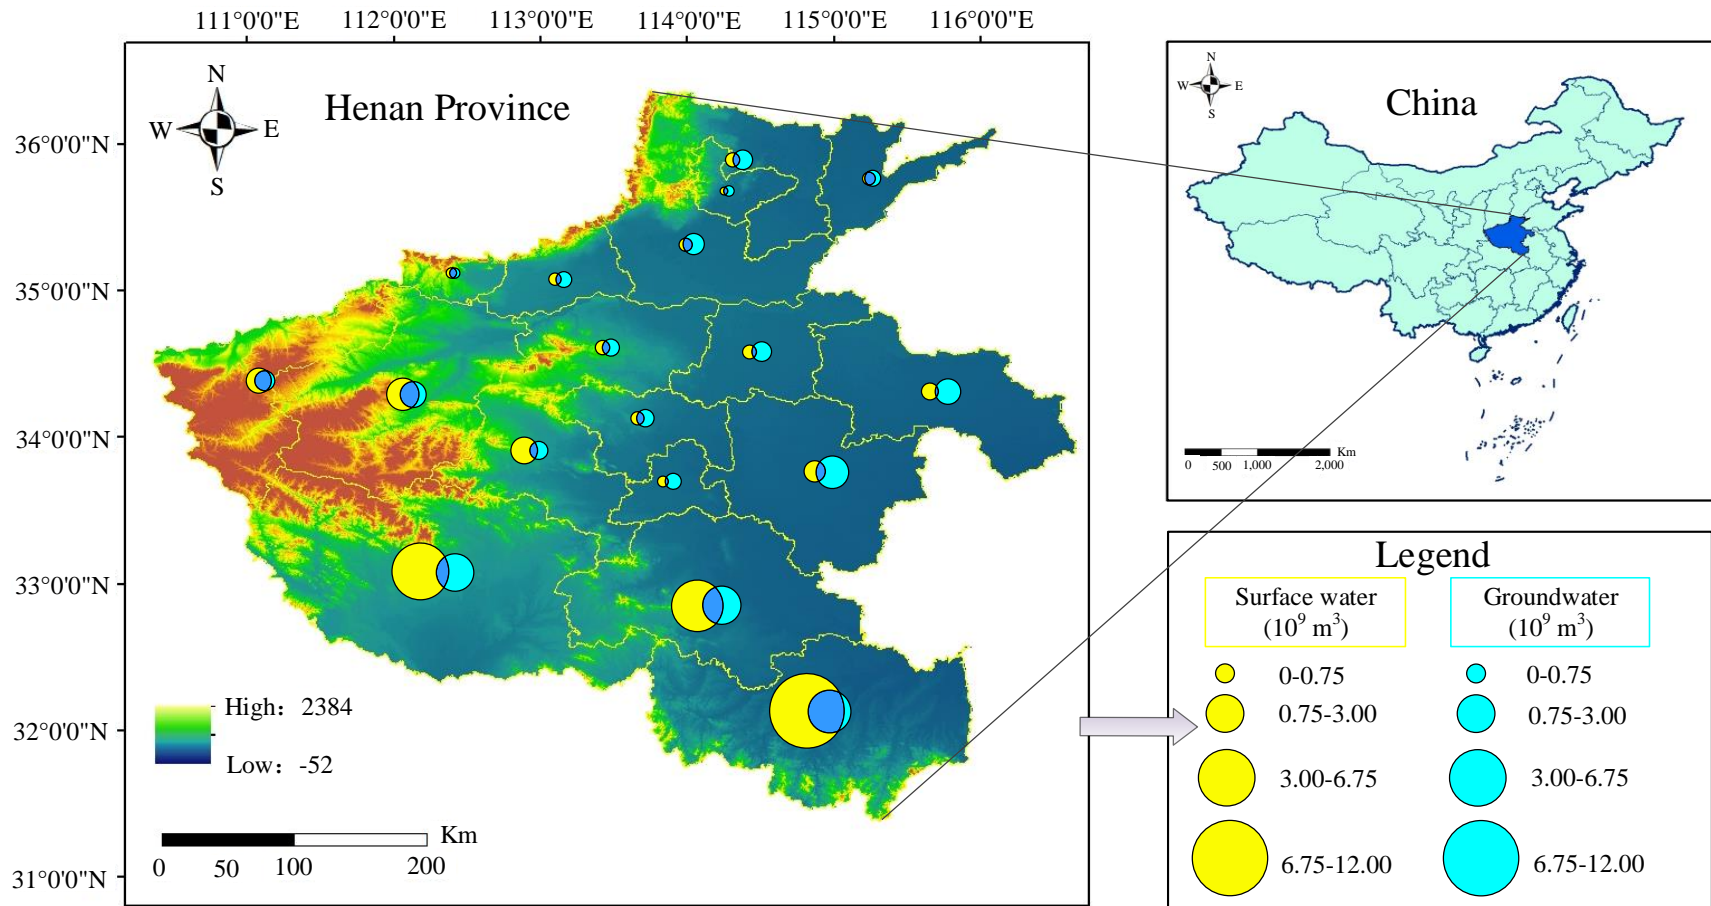 111°0'0"E 112°0'0"E 113°0'0"E 114°0'0"E 115°0'0"E 116°0'0"E
36°0'0"N
35°0'0"N
34°0'0"N
33°0'0"N
32°0'0"N
31°0'0"N
N
W E
S
Henan Province
High：2384
Low：-52
Km
0 50 100 200
N
W E
S
China
Km
0 500 1,000 2,000
Legend
Surface water
(10⁹ m³)
Groundwater
(10⁹ m³)
0-0.75 0-0.75
0.75-3.00 0.75-3.00
3.00-6.75 3.00-6.75
6.75-12.00 6.75-12.00